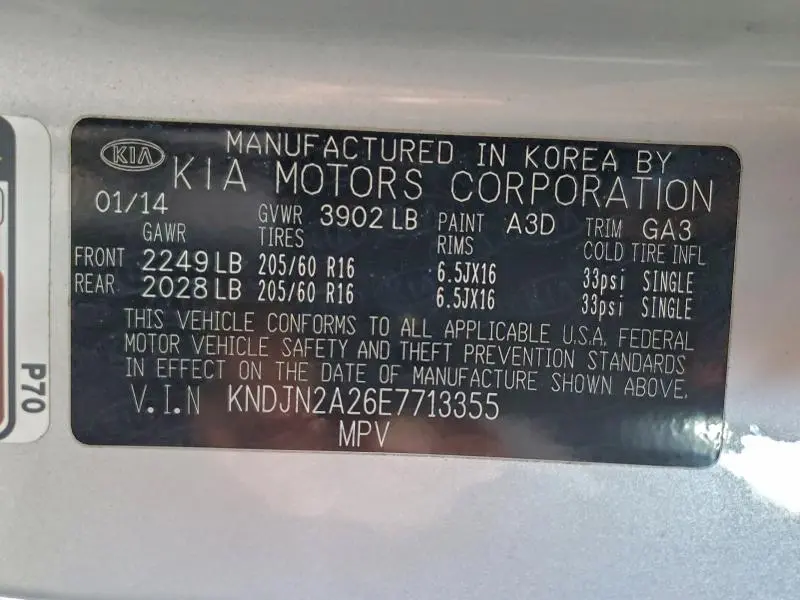 KIA
MANUFACTURED IN KOREA BY
KIA MOTORS CORPORATION
01/14 GVWR 3902 LB PAINT A3D TRIM GA3
GAWR TIRES RIMS COLD TIRE INFL
FRONT 2249 LB 205/60 R16 6.5JX16 33psi SINGLE
REAR 2028 LB 205/60 R16 6.5JX16 33psi SINGLE
THIS VEHICLE CONFORMS TO ALL APPLICABLE U.S.A. FEDERAL
MOTOR VEHICLE SAFETY AND THEFT PREVENTION STANDARDS
IN EFFECT ON THE DATE OF MANUFACTURE SHOWN ABOVE.
V.I.N KNDJN2A26E7713355
MPV
P70